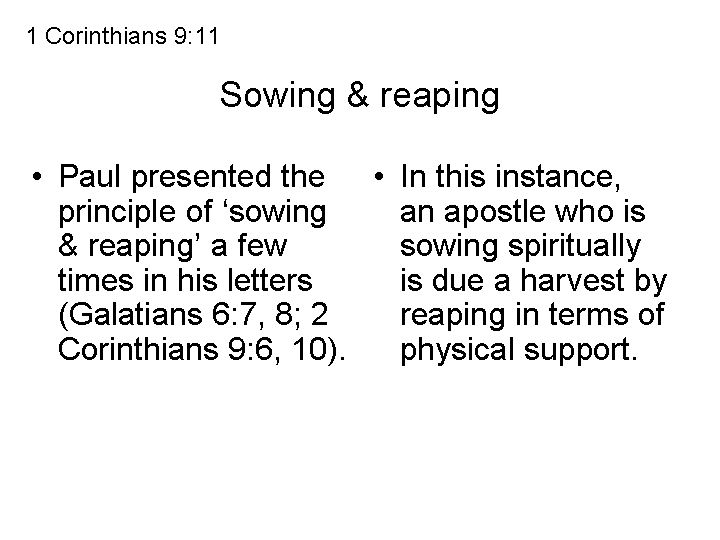 1 Corinthians 9:11
Sowing & reaping
• Paul presented the
principle of ‘sowing
& reaping’ a few
times in his letters
(Galatians 6:7, 8; 2
Corinthians 9:6, 10).
• In this instance,
an apostle who is
sowing spiritually
is due a harvest by
reaping in terms of
physical support.